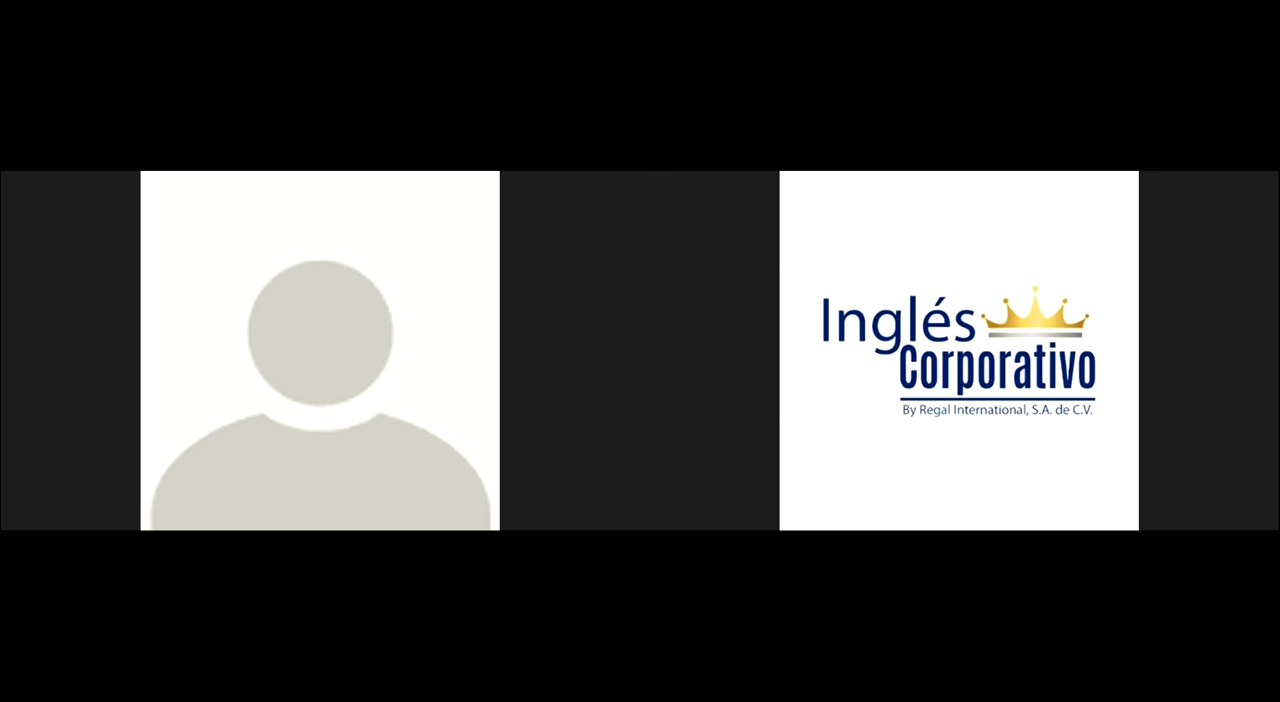 Inglés
Corporativo
By Regal International, S.A. de C.V.